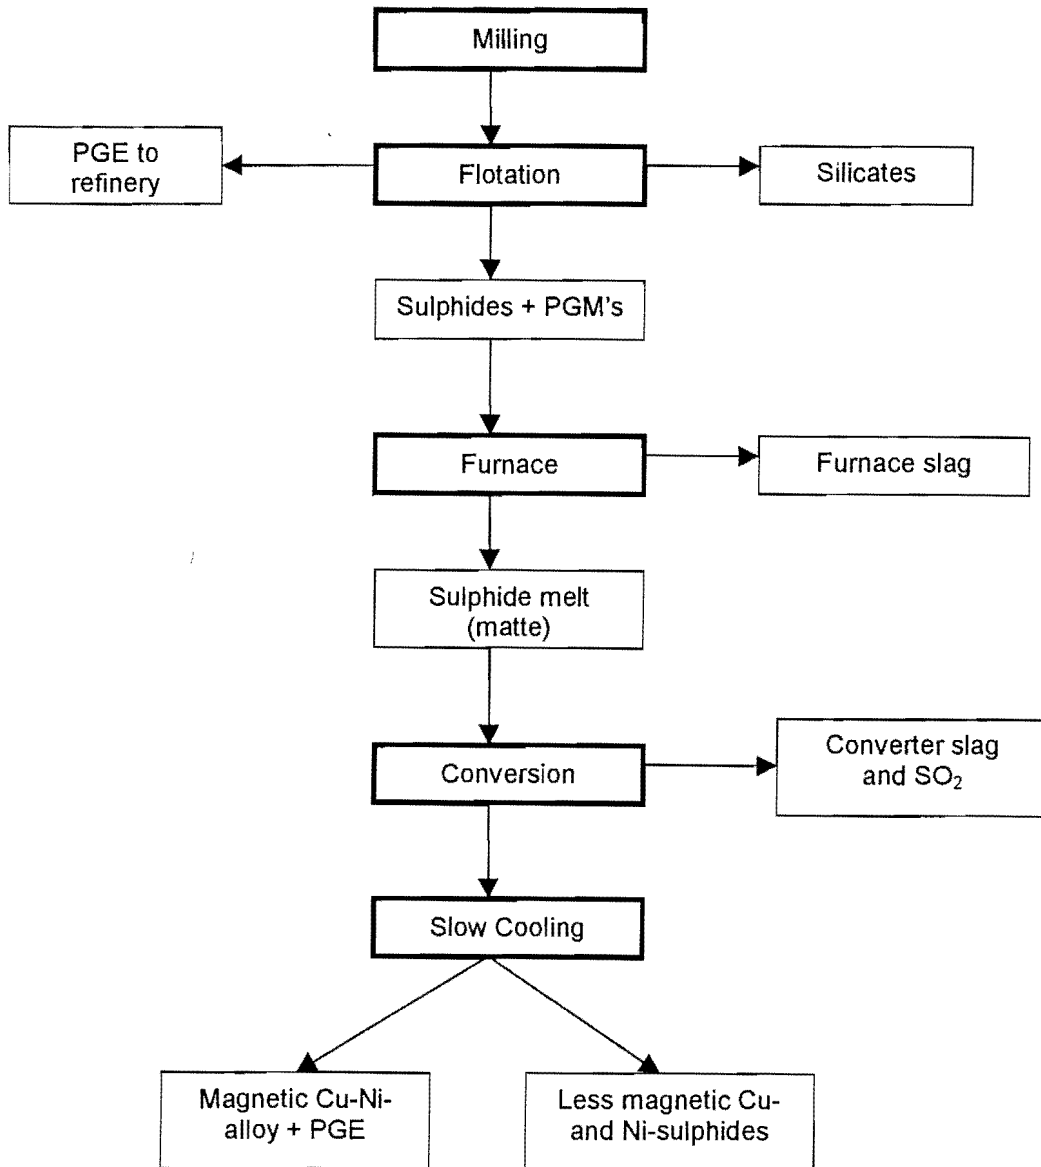 Milling
PGE to
refinery
Flotation
Silicates
Sulphides + PGM's
Furnace
Furnace slag
Sulphide melt
(matte)
Conversion
Converter slag
and SO₂
Slow Cooling
Magnetic Cu-Ni-
alloy + PGE
Less magnetic Cu-
and Ni-sulphides